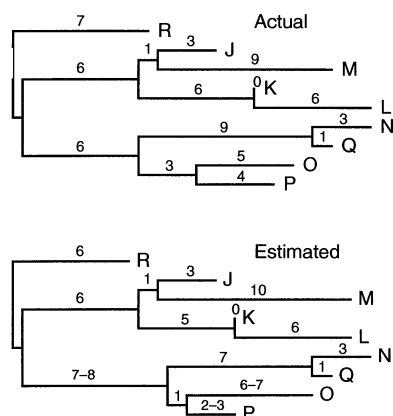 7 R Actual
1 3 J
9 M
6
0 K
6
6 L
3 N
9
1 Q
6
5 O
3
4 P
6 R Estimated
1 3 J
10 M
6
0 K
5
6 L
3 N
7
1 Q
7–8
6–7 O
1
2–3 P